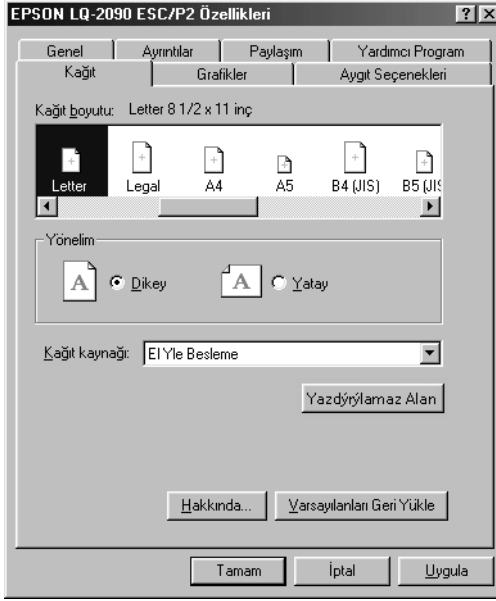 EPSON LQ-2090 ESC/P2 Özellikleri
Genel Ayrıntılar Paylaşım Yardımcı Program
Kağıt Grafikler Aygıt Seçenekleri
Kağıt boyutu: Letter 8 1/2 x 11 inç
Letter Legal A4 A5 B4 (JIS) B5 (JIS
Yönelim
A Dikey A Yatay
Kağıt kaynağı: El Yle Besleme
Yazdýrýlamaz Alan
Hakkında... Varsayılanları Geri Yükle
Tamam İptal Uygula